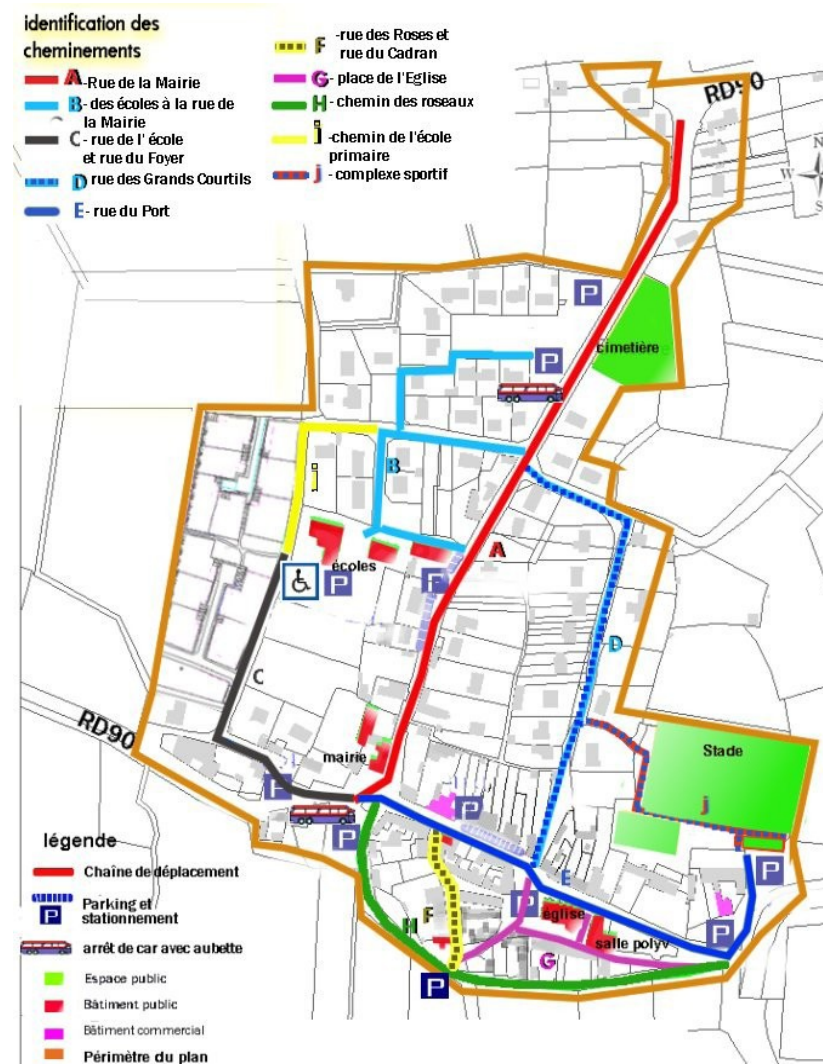 identification des
cheminements
A-Rue de la Mairie
B- des écoles à la rue de
la Mairie
C- rue de l' école
et rue du Foyer
D rue des Grands Courtils
E- rue du Port
F -rue des Roses et
rue du Cadran
G- place de l'Eglise
H- chemin des roseaux
i -chemin de l'école
primaire
j - complexe sportif
RD90
N
W
S
P
cimetière
P
B
i
A
écoles
P
P
D
C
RD90
mairie
Stade
j
P
P
P
P
E
P
F
H
église
P
salle polyv
P
G
P
légende
Chaîne de déplacement
Parking et
stationnement
P
arrêt de car avec aubette
Espace public
Bâtiment public
Bâtiment commercial
Périmètre du plan